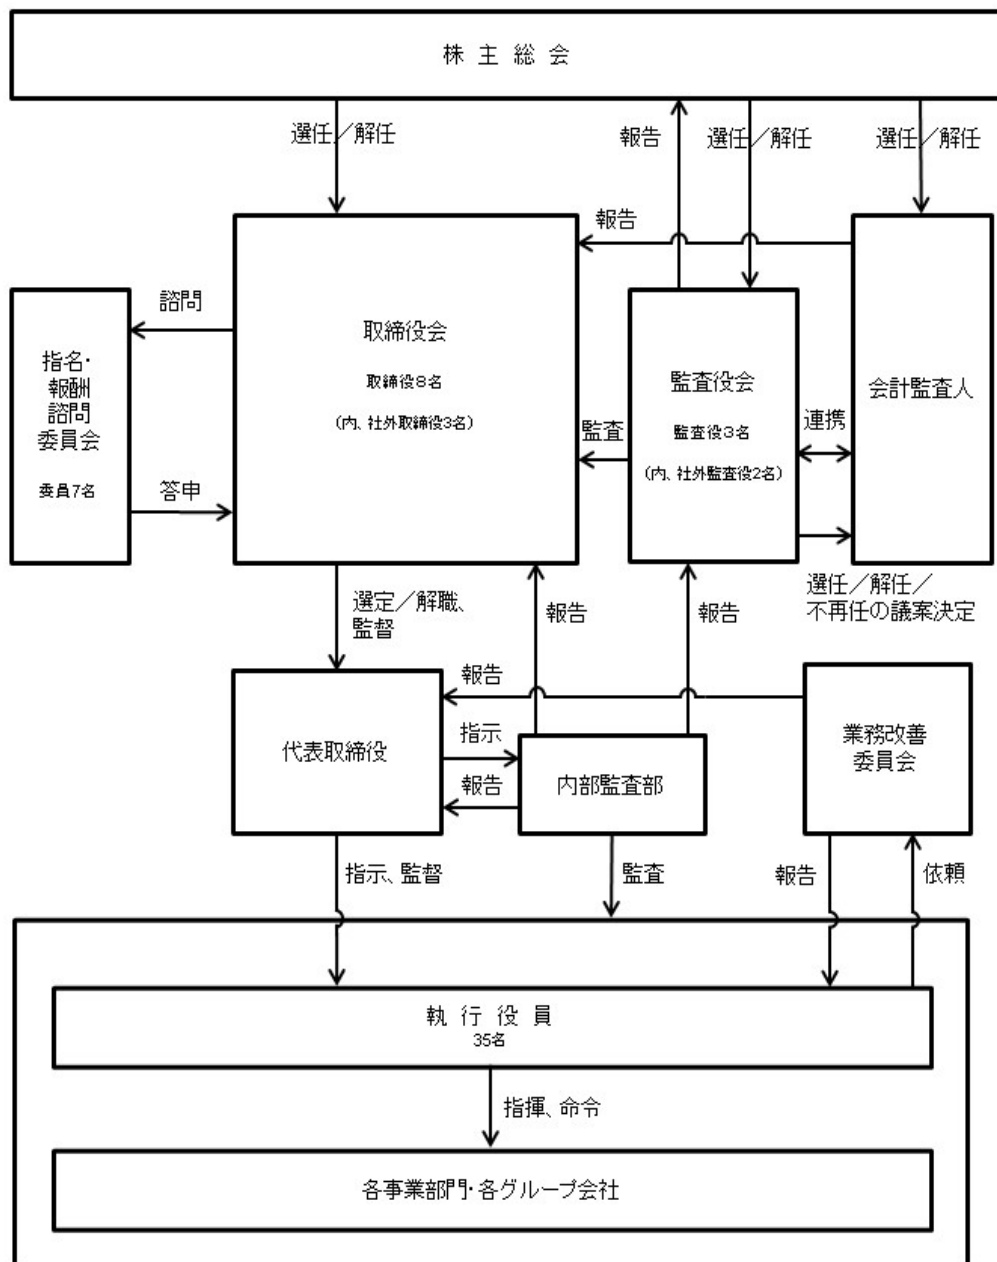 株主総会
選任／解任
報告
選任／解任
選任／解任
報告
諮問
取締役会
取締役8名
(内、社外取締役3名)
指名・
報酬
諮問
委員会
委員7名
答申
監査
監査役会
監査役3名
(内、社外監査役2名)
連携
会計監査人
選任／解任／
不再任の議案決定
選定／解職、
監督
報告
報告
報告
代表取締役
指示
報告
内部監査部
業務改善
委員会
指示、監督
監査
報告
依頼
執行役員
35名
指揮、命令
各事業部門・各グループ会社